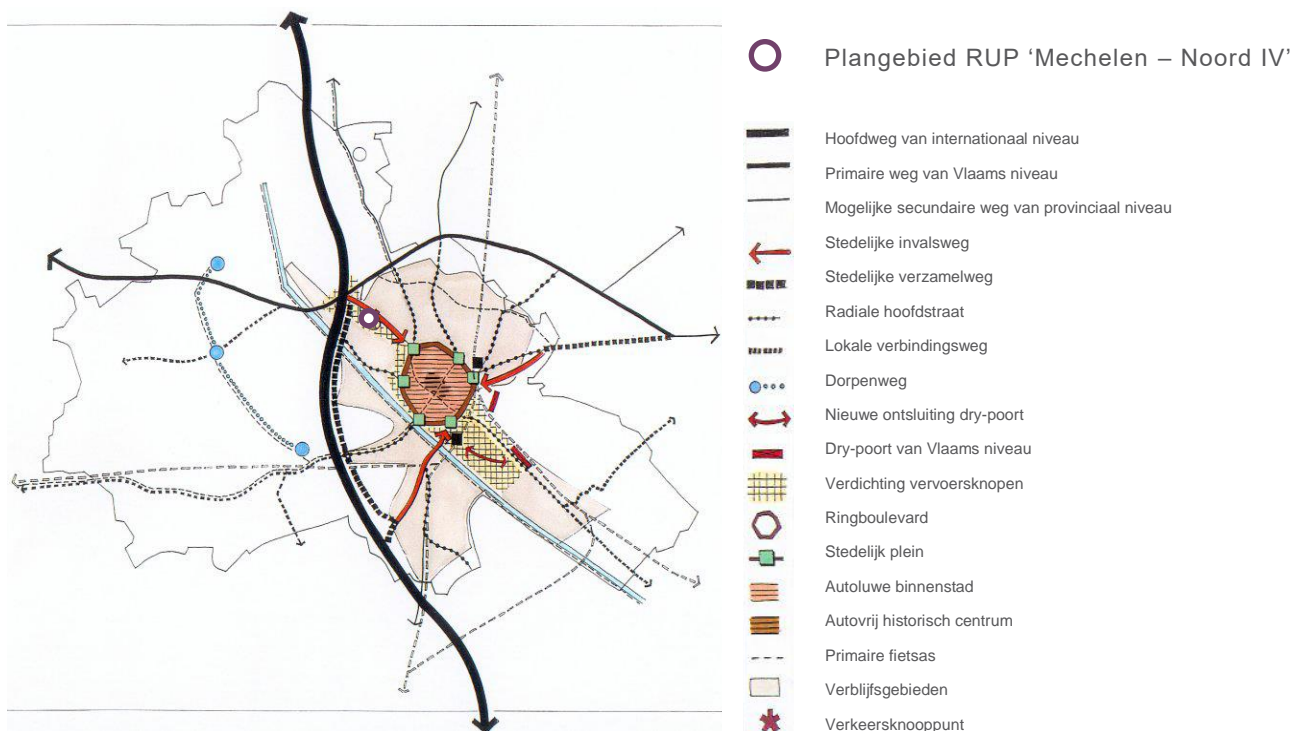 Plangebied RUP ‘Mechelen – Noord IV’
Hoofdweg van internationaal niveau
Primaire weg van Vlaams niveau
Mogelijke secundaire weg van provinciaal niveau
Stedelijke invalsweg
Stedelijke verzamelweg
Radiale hoofdstraat
Lokale verbindingsweg
Dorpenweg
Nieuwe ontsluiting dry-poort
Dry-poort van Vlaams niveau
Verdichting vervoersknopen
Ringboulevard
Stedelijk plein
Autoluwe binnenstad
Autovrij historisch centrum
Primaire fietsas
Verblijfsgebieden
Verkeersknooppunt